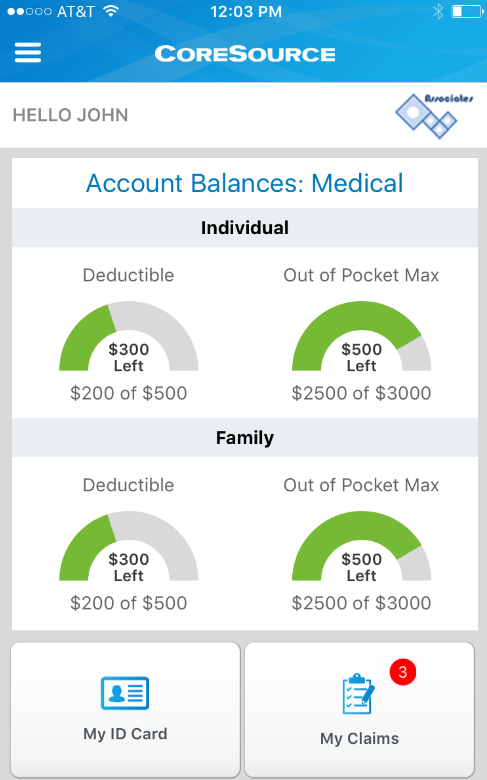 AT&T 12:03 PM
CORESOURCE
HELLO JOHN
Associates
Account Balances: Medical
Individual
Deductible Out of Pocket Max
$300 $500
Left Left
$200 of $500 $2500 of $3000
Family
Deductible Out of Pocket Max
$300 $500
Left Left
$200 of $500 $2500 of $3000
3
My ID Card My Claims